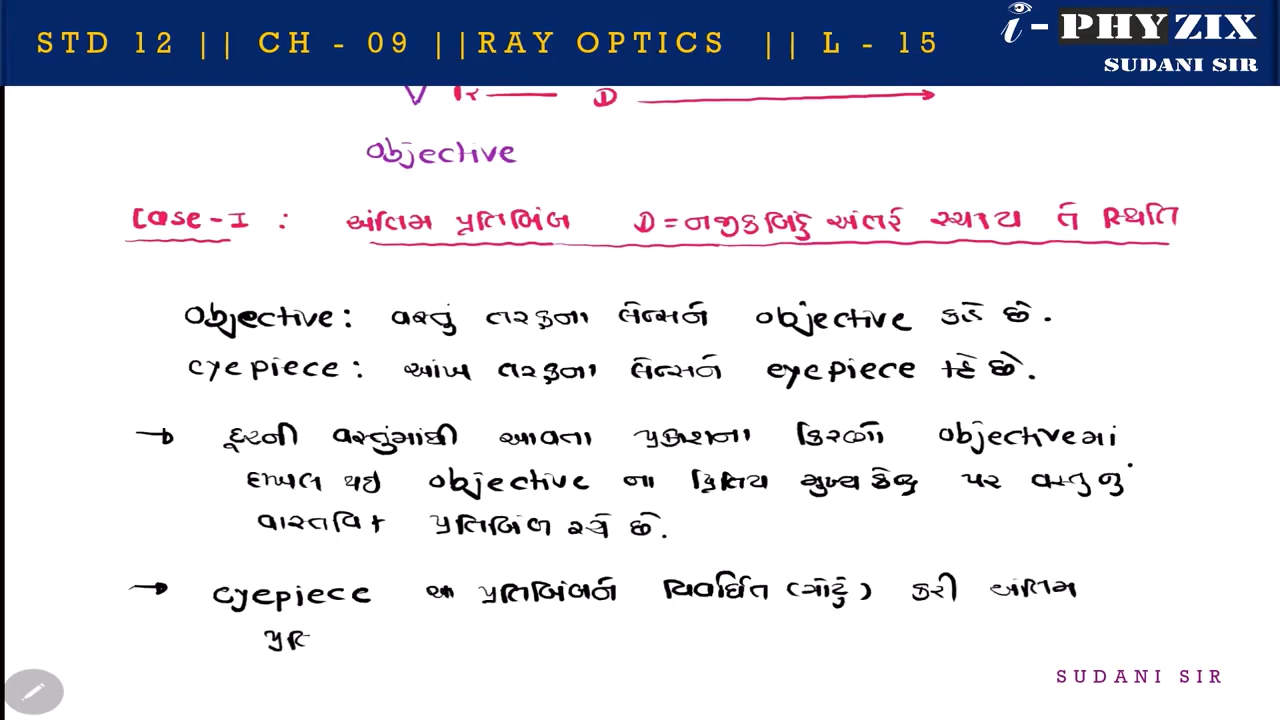 STD 12 || CH - 09 ||RAY OPTICS || L - 15
i-PHYZIX
SUDANI SIR
D
objective
Case-I : અંતિમ પ્રતિબિંબ D = નજીકબિંદુ અંતરે રચાય તે સ્થિતિ
objective : વસ્તું તરફના લેન્સને objective કહે છે.
eyepiece : આંખ તરફના લેન્સને eyepiece કહે છે.
→ દૂરની વસ્તુંમાંથી આવતા પ્રકાશના કિરણો objectiveમાં
દાખલ થઇ objective ના દ્વિતિય મુખ્ય કેન્દ્ર પર વસ્તુનું
વાસ્તવિક પ્રતિબિંબ રચે છે.
→ eyepiece આ પ્રતિબિંબને વિવર્ધિત (મોટું) કરી અંતિમ
પ્રતિ
SUDANI SIR